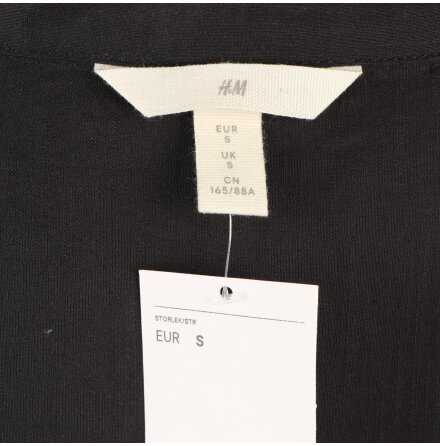 H&M
EUR
S
UK
S
CN
165/88A
STORLEK/STR
EUR S